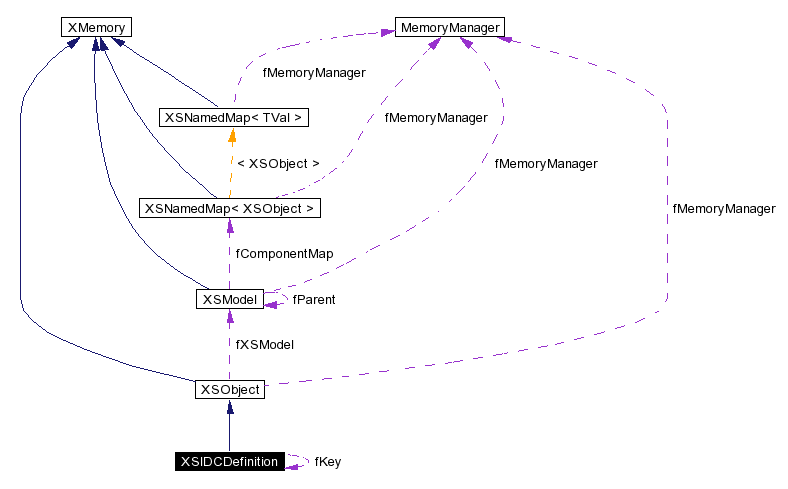 XMemory
MemoryManager
fMemoryManager
XSNamedMap< TVal >
fMemoryManager
< XSObject >
fMemoryManager
XSNamedMap< XSObject >
fMemoryManager
fComponentMap
XSModel
fParent
fXSModel
XSObject
XSIDCDefinition
fKey